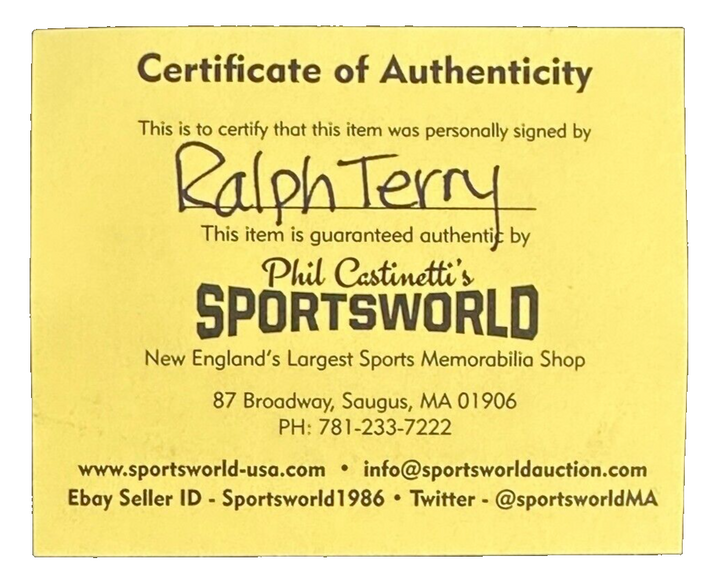 Certificate of Authenticity
This is to certify that this item was personally signed by
Ralph Terry
This item is guaranteed authentic by
Phil Castinetti's
SPORTSWORLD
New England's Largest Sports Memorabilia Shop
87 Broadway, Saugus, MA 01906
PH: 781-233-7222
www.sportsworld-usa.com • info@sportsworldauction.com
Ebay Seller ID - Sportsworld1986 • Twitter - @sportsworldMA